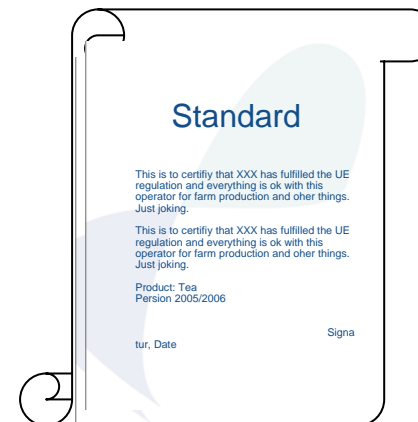 Standard
This is to certifiy that XXX has fulfilled the UE
regulation and everything is ok with this
operator for farm production and oher things.
Just joking.
This is to certifiy that XXX has fulfilled the UE
regulation and everything is ok with this
operator for farm production and oher things.
Just joking.
Product: Tea
Persion 2005/2006
Signa
tur, Date